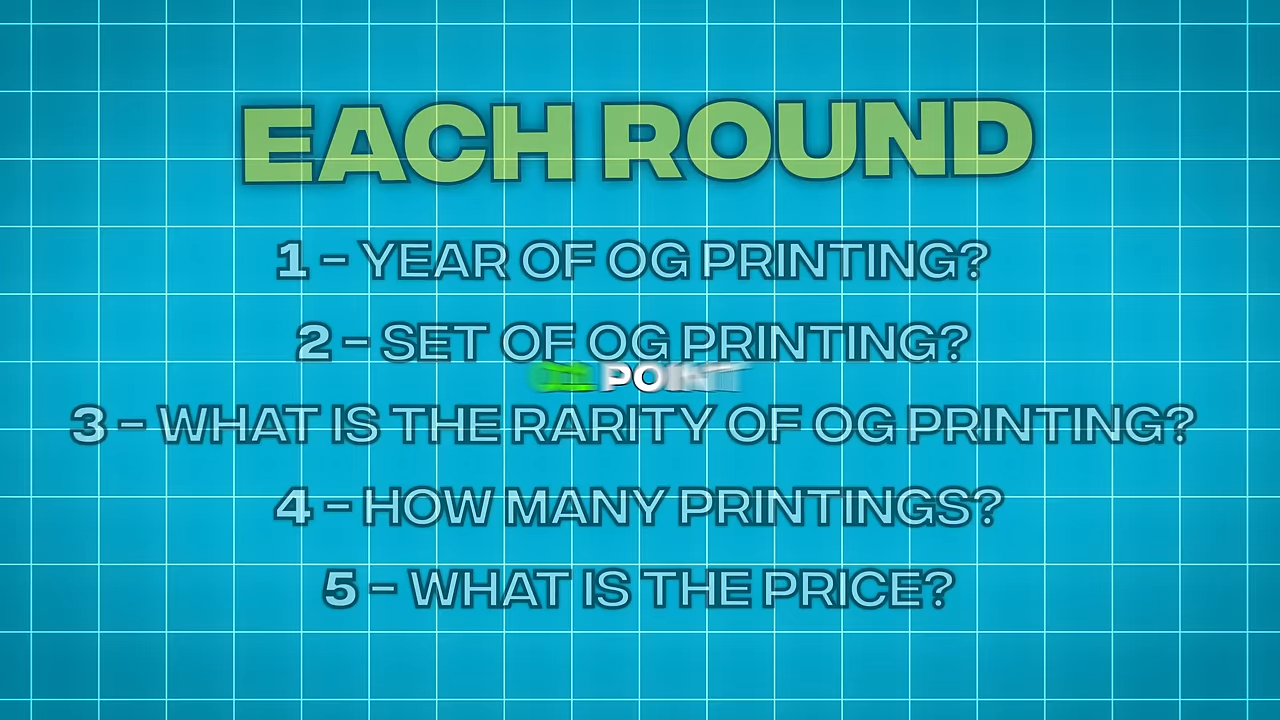 EACH ROUND
1 – YEAR OF OG PRINTING?
2 – SET OF OG PRINTING?
POINT
3 – WHAT IS THE RARITY OF OG PRINTING?
4 – HOW MANY PRINTINGS?
5 – WHAT IS THE PRICE?